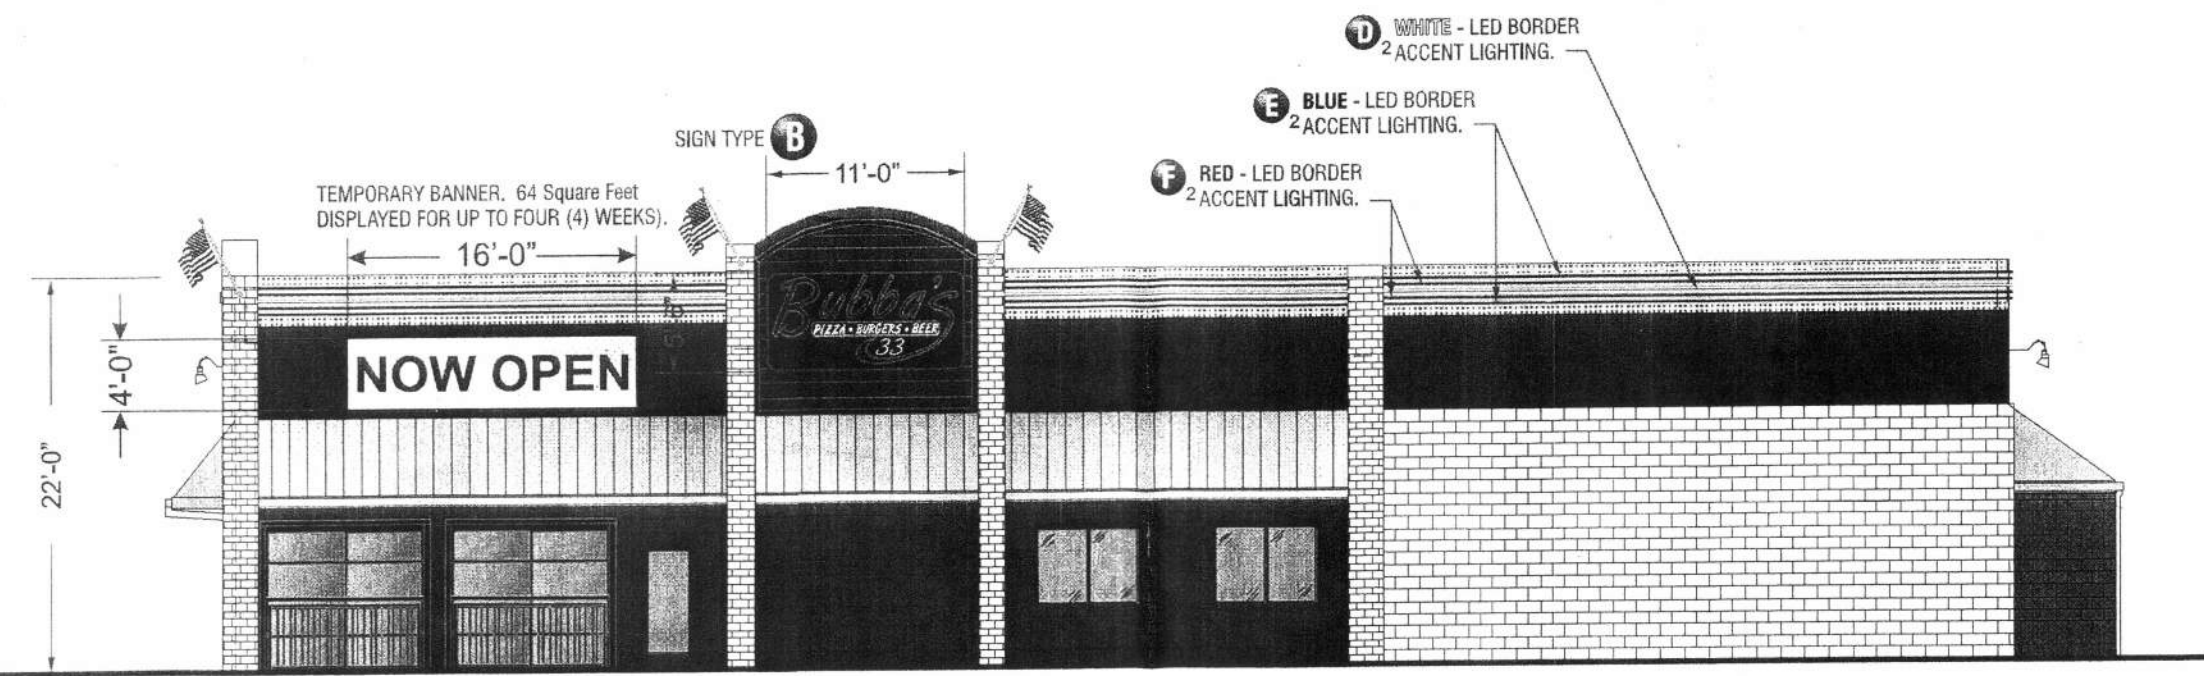 D WHITE - LED BORDER
2 ACCENT LIGHTING.
E BLUE - LED BORDER
2 ACCENT LIGHTING.
SIGN TYPE B
11'-0"
F RED - LED BORDER
2 ACCENT LIGHTING.
TEMPORARY BANNER. 64 Square Feet
DISPLAYED FOR UP TO FOUR (4) WEEKS).
16'-0"
Bubba's
PIZZA • BURGERS • BEER
33
4'-0"
NOW OPEN
22'-0"